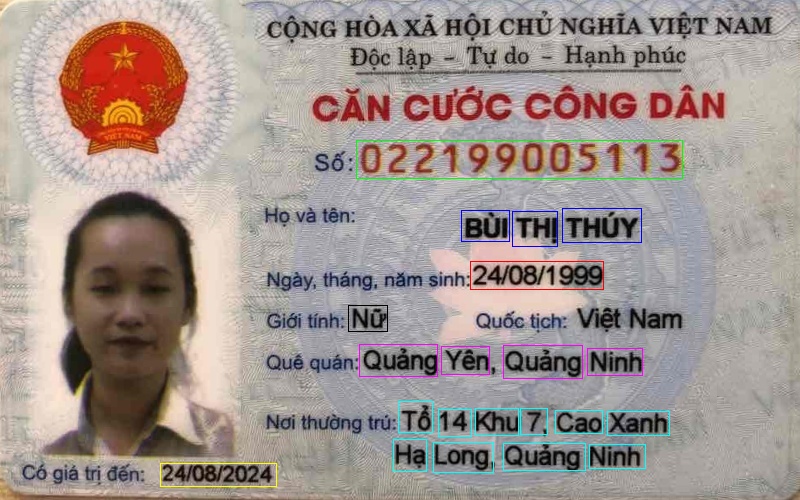 CỘNG HÒA XÃ HỘI CHỦ NGHĨA VIỆT NAM
Độc lập - Tự do - Hạnh phúc
CĂN CƯỚC CÔNG DÂN
Số: 022199005113
Họ và tên: BÙI THỊ THÚY
Ngày, tháng, năm sinh: 24/08/1999
Giới tính: Nữ Quốc tịch: Việt Nam
Quê quán: Quảng Yên, Quảng Ninh
Nơi thường trú: Tổ 14 Khu 7, Cao Xanh
Hạ Long, Quảng Ninh
Có giá trị đến: 24/08/2024
VIỆT NAM